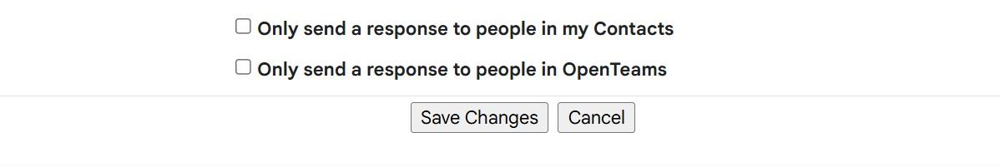 Only send a response to people in my Contacts
Only send a response to people in OpenTeams
Save Changes Cancel